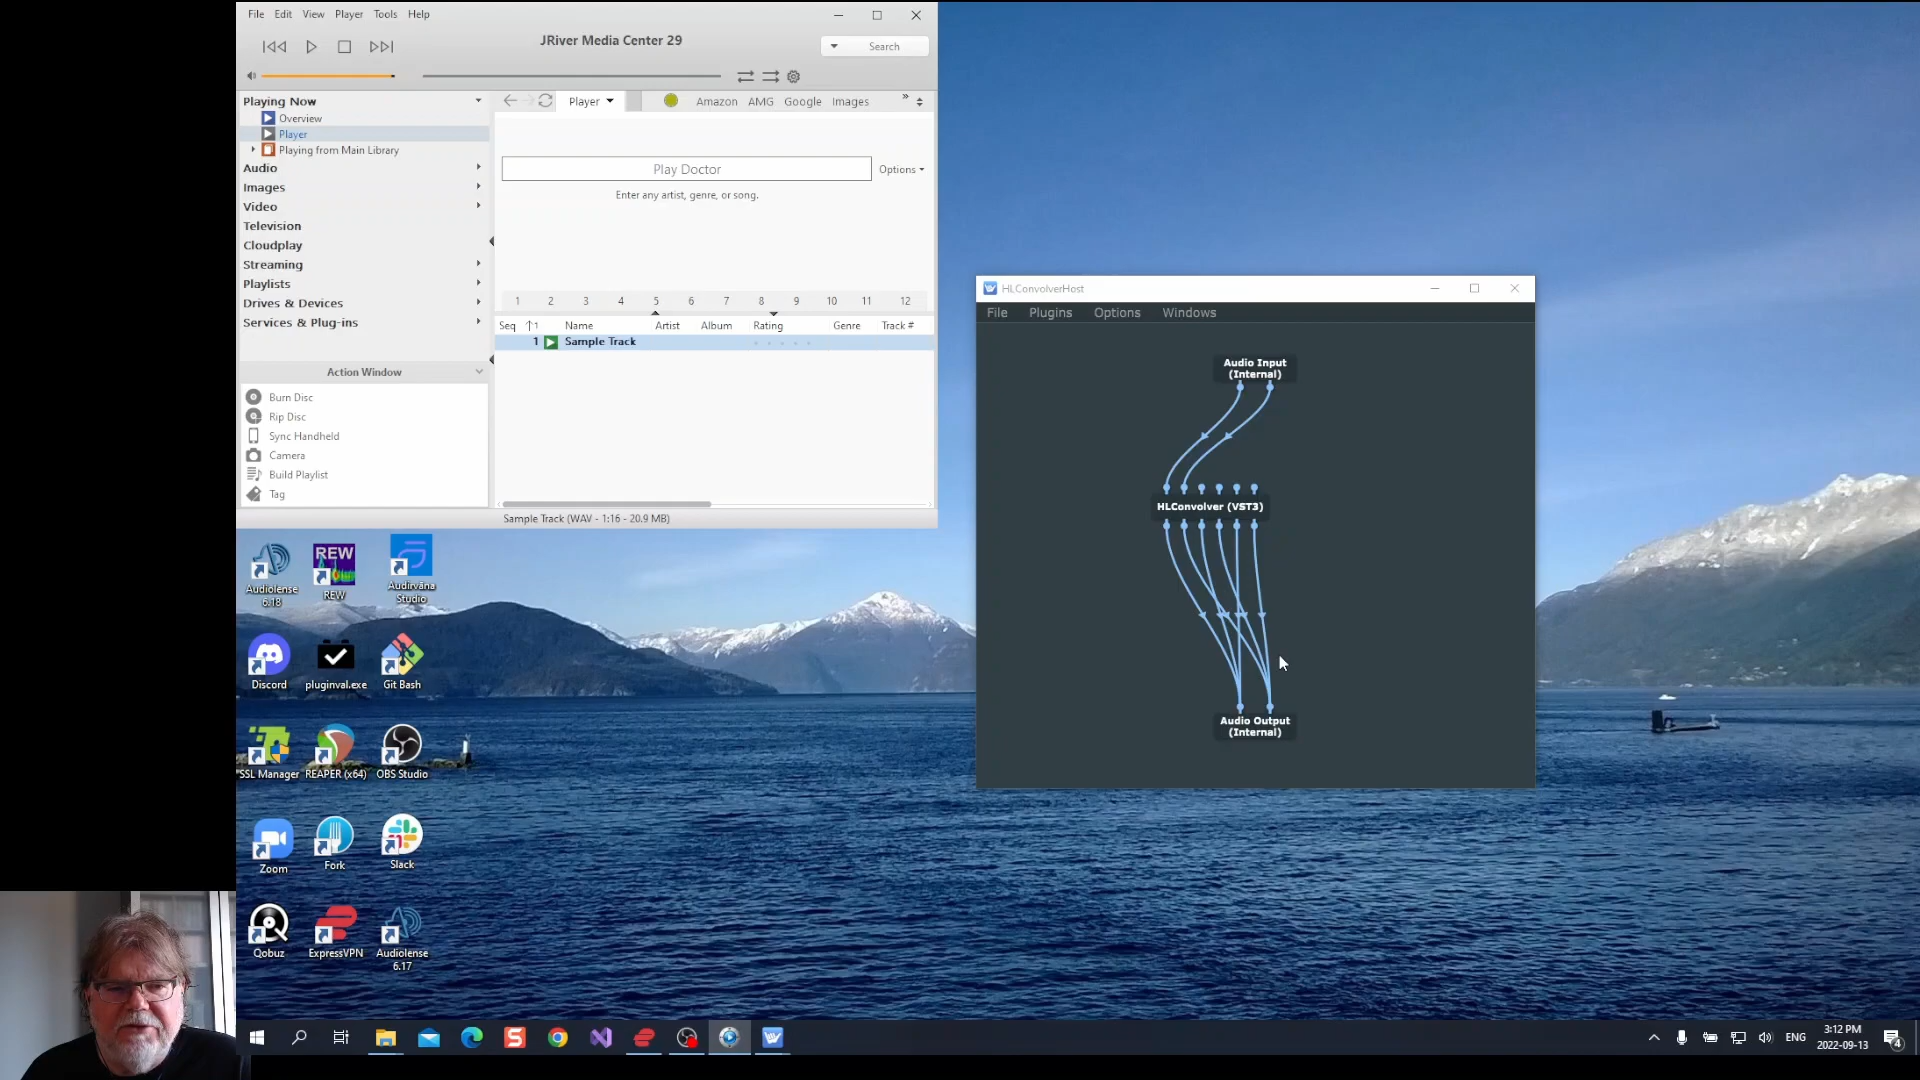 File Edit View Player Tools Help
JRiver Media Center 29
Search
Playing Now
Overview
Player
Playing from Main Library
Audio
Images
Video
Television
Cloudplay
Streaming
Playlists
Drives & Devices
Services & Plug-ins
Action Window
Burn Disc
Rip Disc
Sync Handheld
Camera
Build Playlist
Tag
Player Amazon AMG Google Images »
Play Doctor Options
Enter any artist, genre, or song.
1 2 3 4 5 6 7 8 9 10 11 12
Seq 1 Name Artist Album Rating Genre Track #
1 Sample Track
Sample Track (WAV - 1:16 - 20.9 MB)
HLConvolverHost
File Plugins Options Windows
Audio Input
(Internal)
HLConvolver (VST3)
Audio Output
(Internal)
REW
Audiolense
6.18
REW
Audirvāna
Studio
Discord
pluginval.exe
Git Bash
SSL Manager
REAPER (x64)
OBS Studio
Zoom
Fork
Slack
Qobuz
ExpressVPN
Audiolense
6.17
S
ENG
3:12 PM
2022-09-13
4